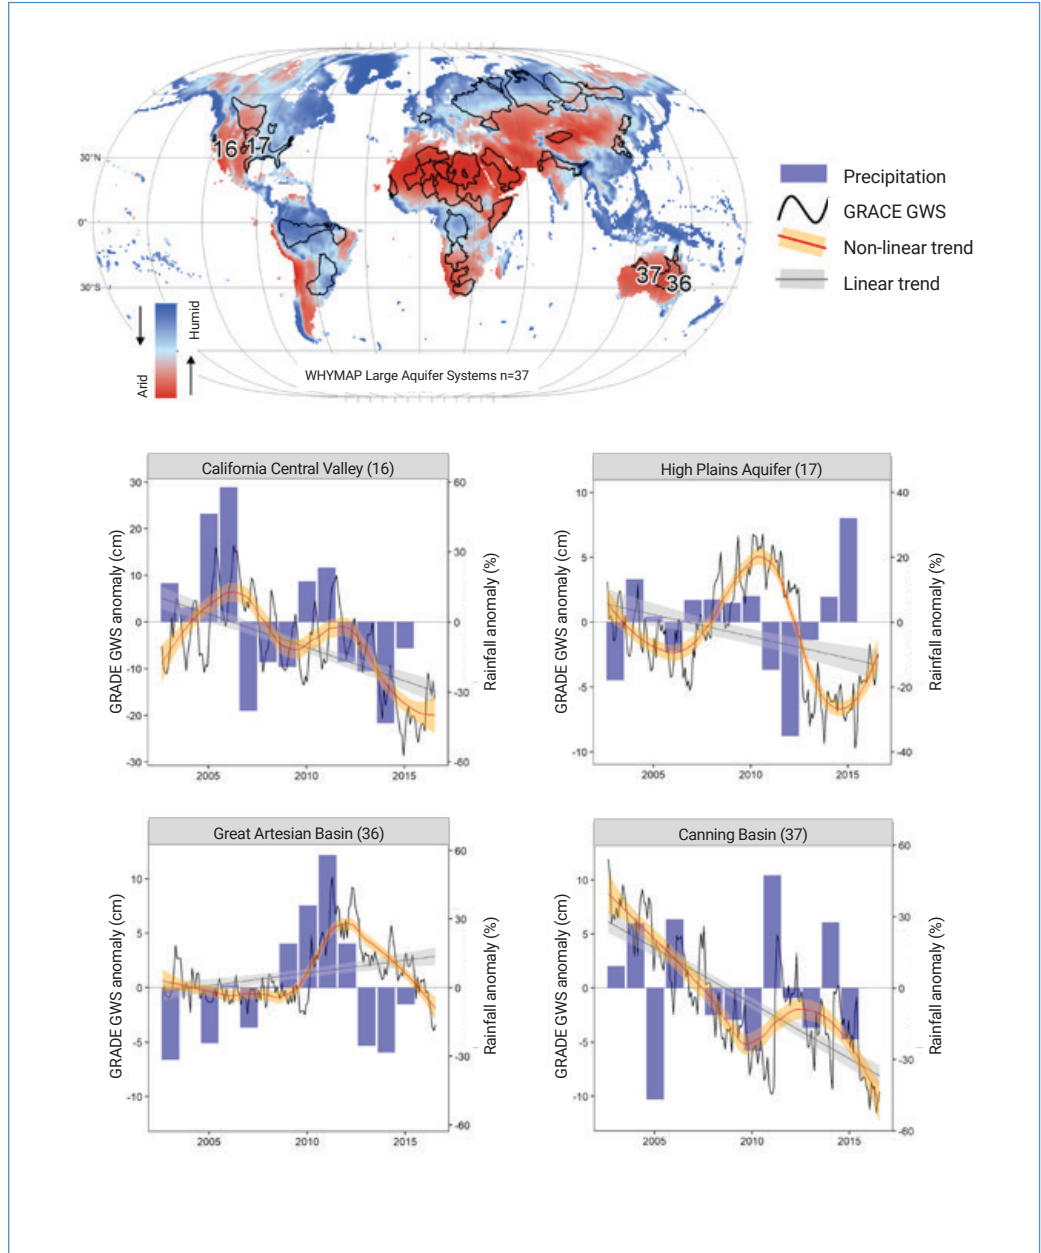 30°N
0°
30°S
16 17
37 36
Humid
Arid
WHYMAP Large Aquifer Systems n=37
Precipitation
GRACE GWS
Non-linear trend
Linear trend
California Central Valley (16)
GRADE GWS anomaly (cm)
30
20
10
0
-10
-20
-30
60
30
0
-30
-60
Rainfall anomaly (%)
2005 2010 2015
High Plains Aquifer (17)
GRADE GWS anomaly (cm)
10
5
0
-5
-10
40
20
0
-20
-40
Rainfall anomaly (%)
2005 2010 2015
Great Artesian Basin (36)
GRADE GWS anomaly (cm)
10
5
0
-5
-10
60
30
0
-30
-60
Rainfall anomaly (%)
2005 2010 2015
Canning Basin (37)
GRADE GWS anomaly (cm)
10
5
0
-5
-10
60
30
0
-30
-60
Rainfall anomaly (%)
2005 2010 2015